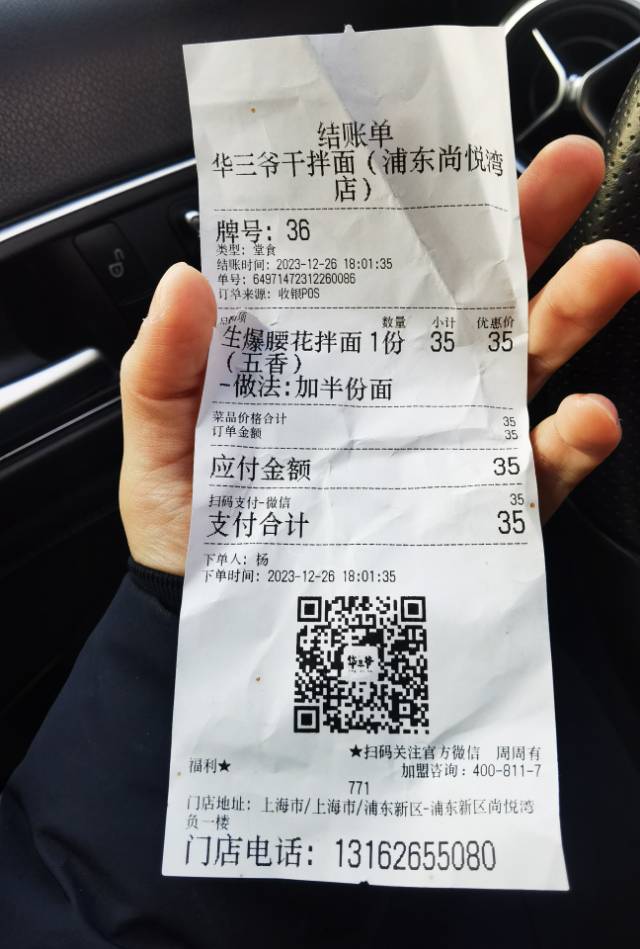 结账单
华三爷干拌面（浦东尚悦湾
店）
牌号: 36
类型: 堂食
结账时间: 2023-12-26 18:01:35
单号: 64971472312260086
订单来源: 收银POS
数量 小计 优惠价
生爆腰花拌面 1份 35 35
（五香）
-做法:加半份面
菜品价格合计 35
订单金额 35
应付金额 35
扫码支付-微信 35
支付合计 35
下单人: 杨
下单时间: 2023-12-26 18:01:35
华三爷
★扫码关注官方微信 周周有
福利★ 加盟咨询: 400-811-7
771
门店地址: 上海市/上海市/浦东新区-浦东新区尚悦湾
负一楼
门店电话: 13162655080